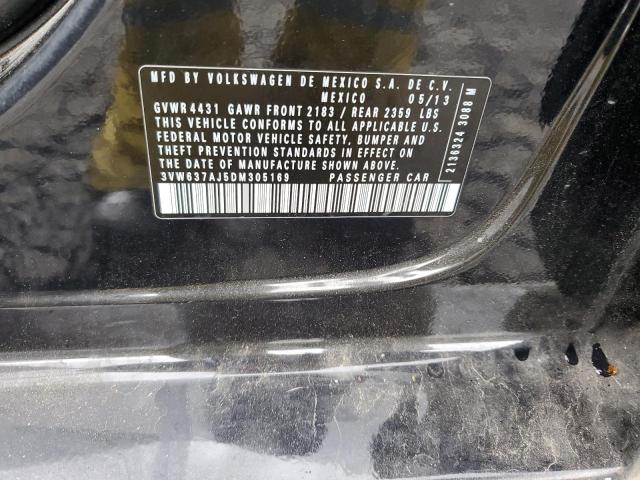 MFD BY VOLKSWAGEN DE MEXICO S.A. DE C.V.
MEXICO 05/13
GVWR 4431 GAWR FRONT 2183 / REAR 2359 LBS
THIS VEHICLE CONFORMS TO ALL APPLICABLE U.S.
FEDERAL MOTOR VEHICLE SAFETY, BUMPER AND
THEFT PREVENTION STANDARDS IN EFFECT ON
THE DATE OF MANUFACTURE SHOWN ABOVE.
3VW637AJ5DM305169 PASSENGER CAR
2136324 3088 M